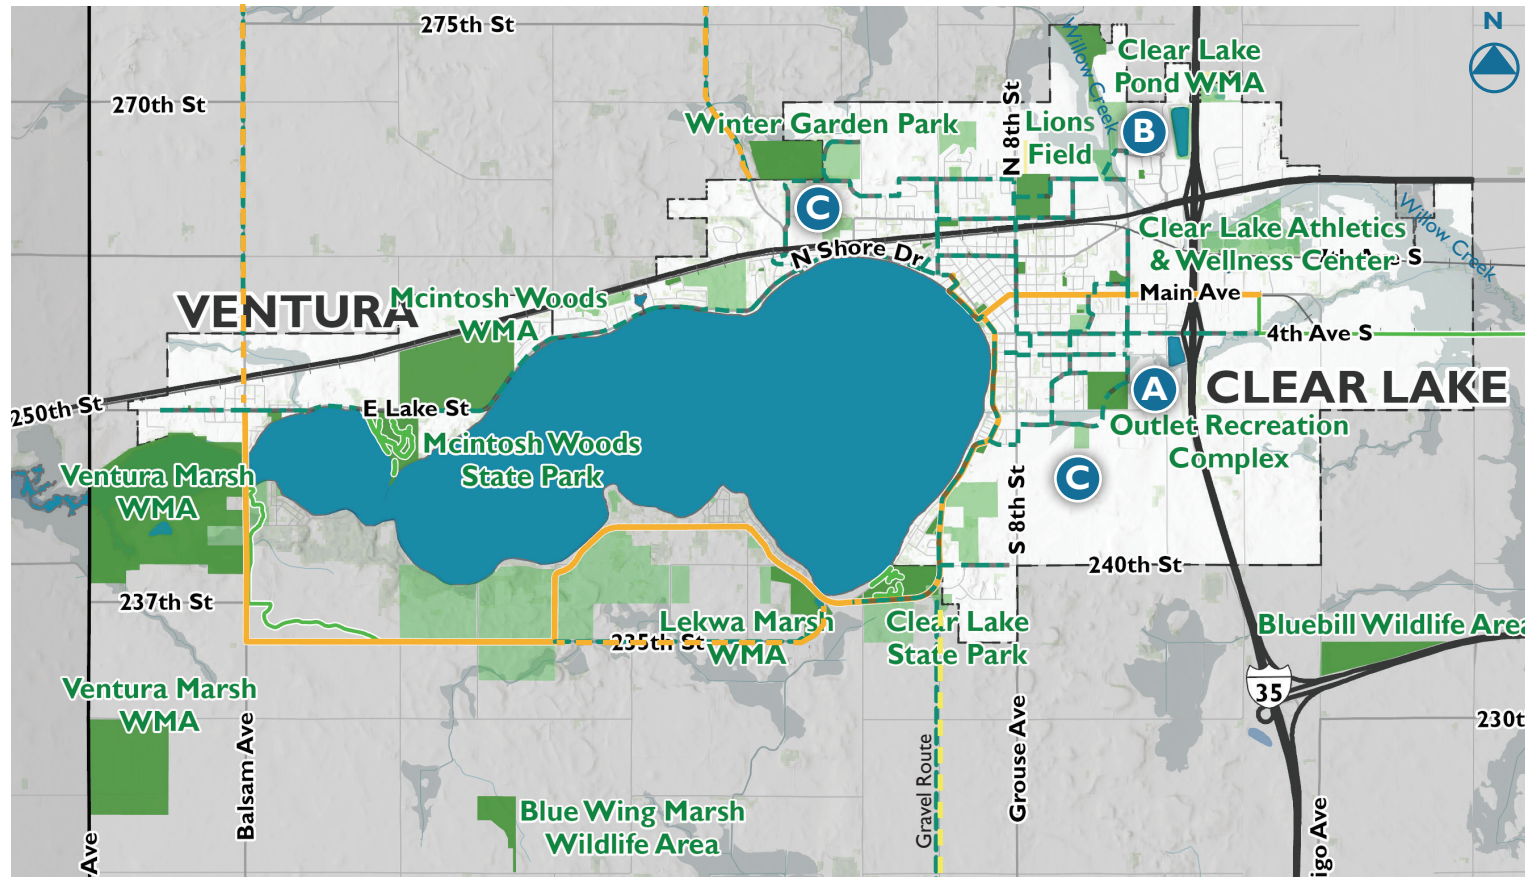 275th St
N
Willow Creek
Clear Lake
Pond WMA
270th St
N 8th St
Winter Garden Park
Lions
Field
B
C
Willow Creek
Clear Lake Athletics
& Wellness Center
Ave S
N Shore Dr
Main Ave
VENTURA
Mcintosh Woods
WMA
4th Ave S
250th St
E Lake St
A
CLEAR LAKE
Outlet Recreation
Complex
Mcintosh Woods
State Park
Ventura Marsh
WMA
C
S 8th St
240th St
237th St
Lekwa Marsh
WMA
235th St
Clear Lake
State Park
Bluebill Wildlife Area
Ventura Marsh
WMA
35
230t
Balsam Ave
Gravel Route
Grouse Ave
Blue Wing Marsh
Wildlife Area
Ave
igo Ave